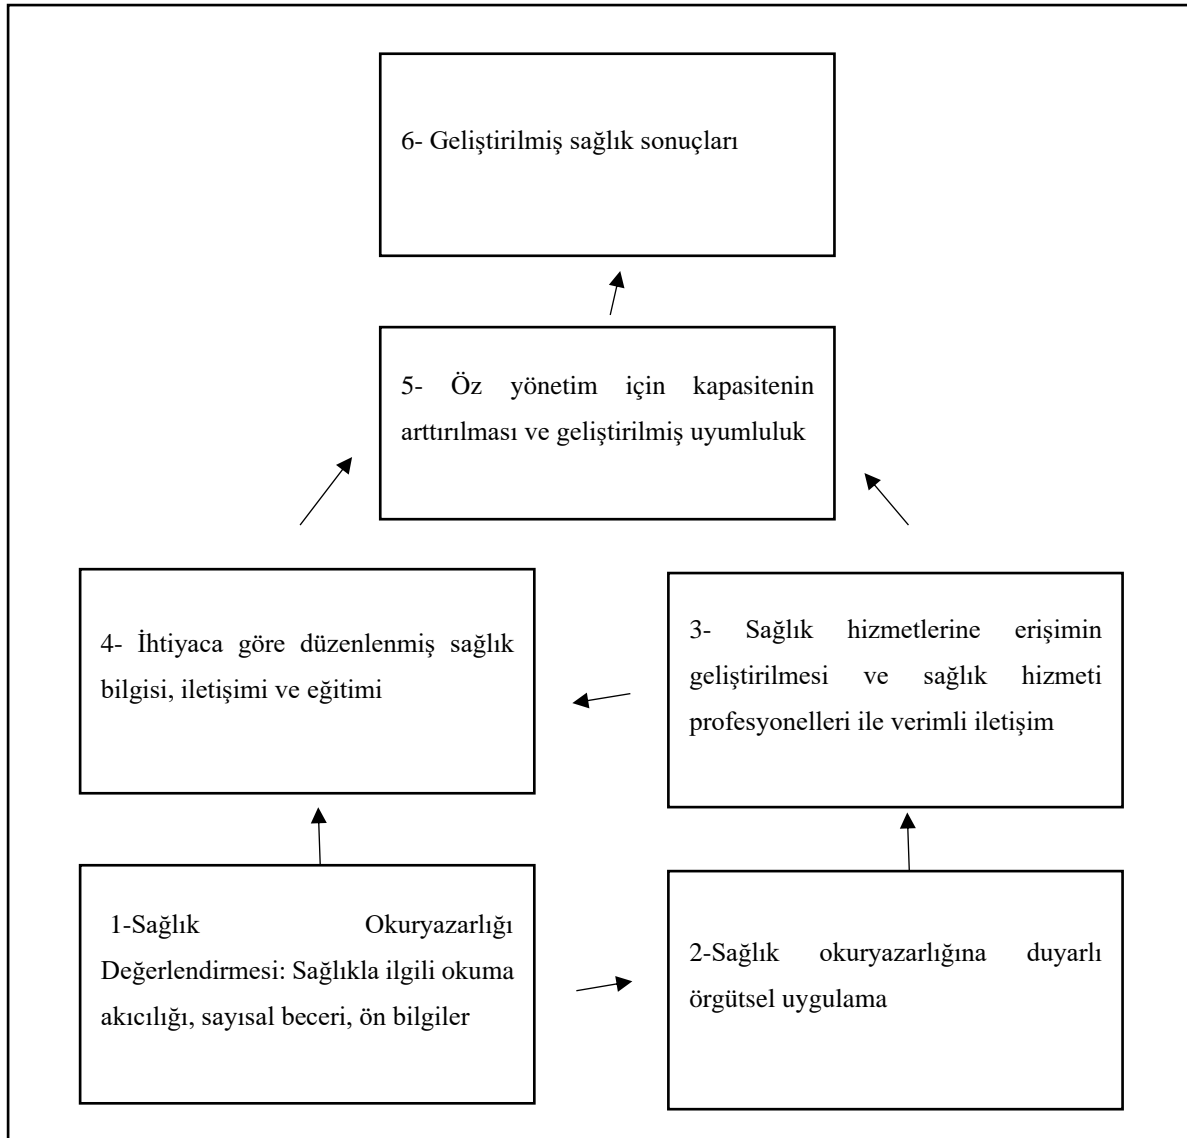 6- Geliştirilmiş sağlık sonuçları
5- Öz yönetim için kapasitenin
arttırılması ve geliştirilmiş uyumluluk
4- İhtiyaca göre düzenlenmiş sağlık
bilgisi, iletişimi ve eğitimi
3- Sağlık hizmetlerine erişimin
geliştirilmesi ve sağlık hizmeti
profesyonelleri ile verimli iletişim
1-Sağlık Okuryazarlığı
Değerlendirmesi: Sağlıkla ilgili okuma
akıcılığı, sayısal beceri, ön bilgiler
2-Sağlık okuryazarlığına duyarlı
örgütsel uygulama